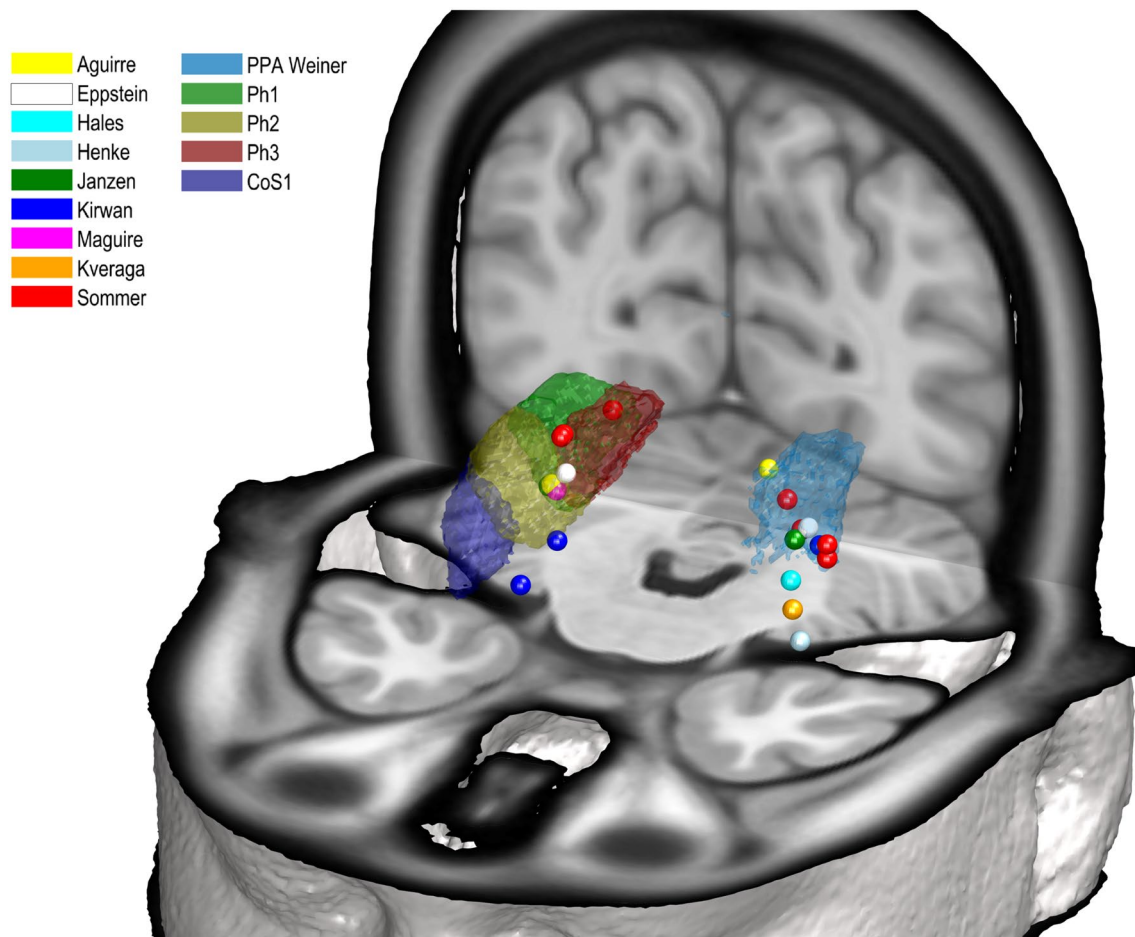 Aguirre
Eppstein
Hales
Henke
Janzen
Kirwan
Maguire
Kveraga
Sommer
PPA Weiner
Ph1
Ph2
Ph3
CoS1